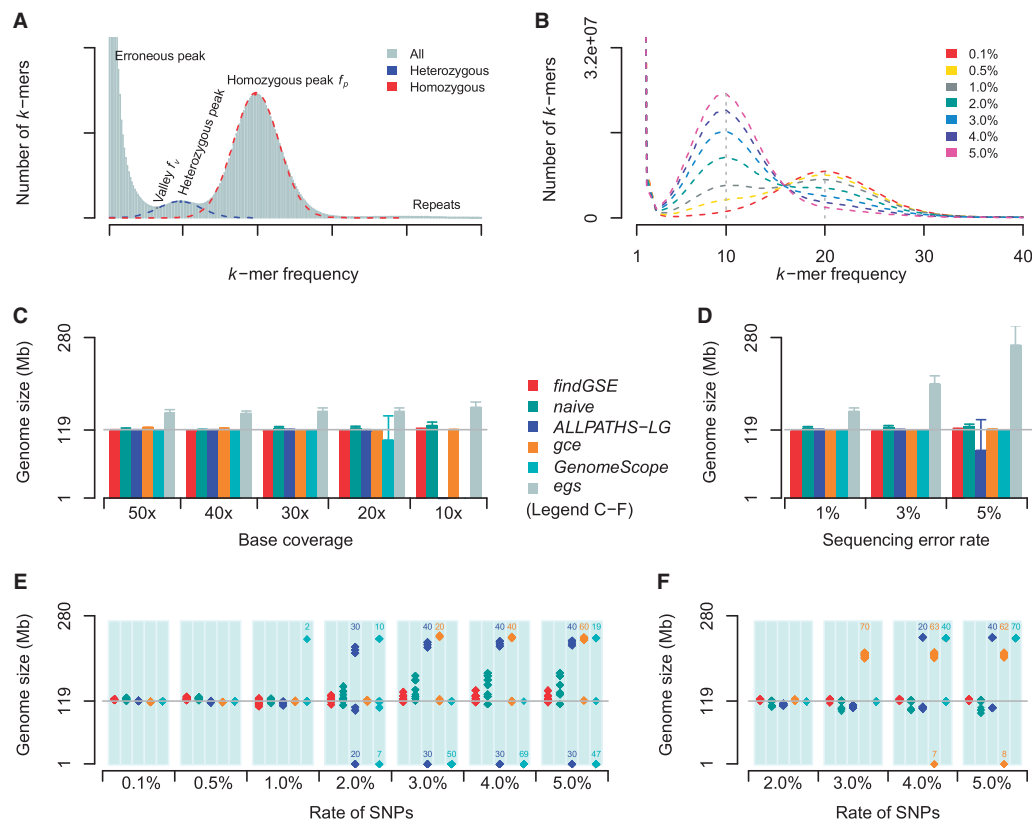 A
Number of k−mers
Erroneous peak
Valley fv
Heterozygous peak
Homozygous peak fp
Repeats
All
Heterozygous
Homozygous
k−mer frequency
B
Number of k−mers
3.2e+07
0
0.1%
0.5%
1.0%
2.0%
3.0%
4.0%
5.0%
1 10 20 30 40
k−mer frequency
C
Genome size (Mb)
280
119
1
50x 40x 30x 20x 10x
Base coverage
findGSE
naive
ALLPATHS−LG
gce
GenomeScope
egs
(Legend C−F)
D
Genome size (Mb)
280
119
1
1% 3% 5%
Sequencing error rate
E
Genome size (Mb)
280
119
1
2 30 10 40 20 40 40 40 60 19
20 7 30 50 30 69 30 47
0.1% 0.5% 1.0% 2.0% 3.0% 4.0% 5.0%
Rate of SNPs
F
Genome size (Mb)
280
119
1
70 20 63 40 40 62 70
7 8
2.0% 3.0% 4.0% 5.0%
Rate of SNPs